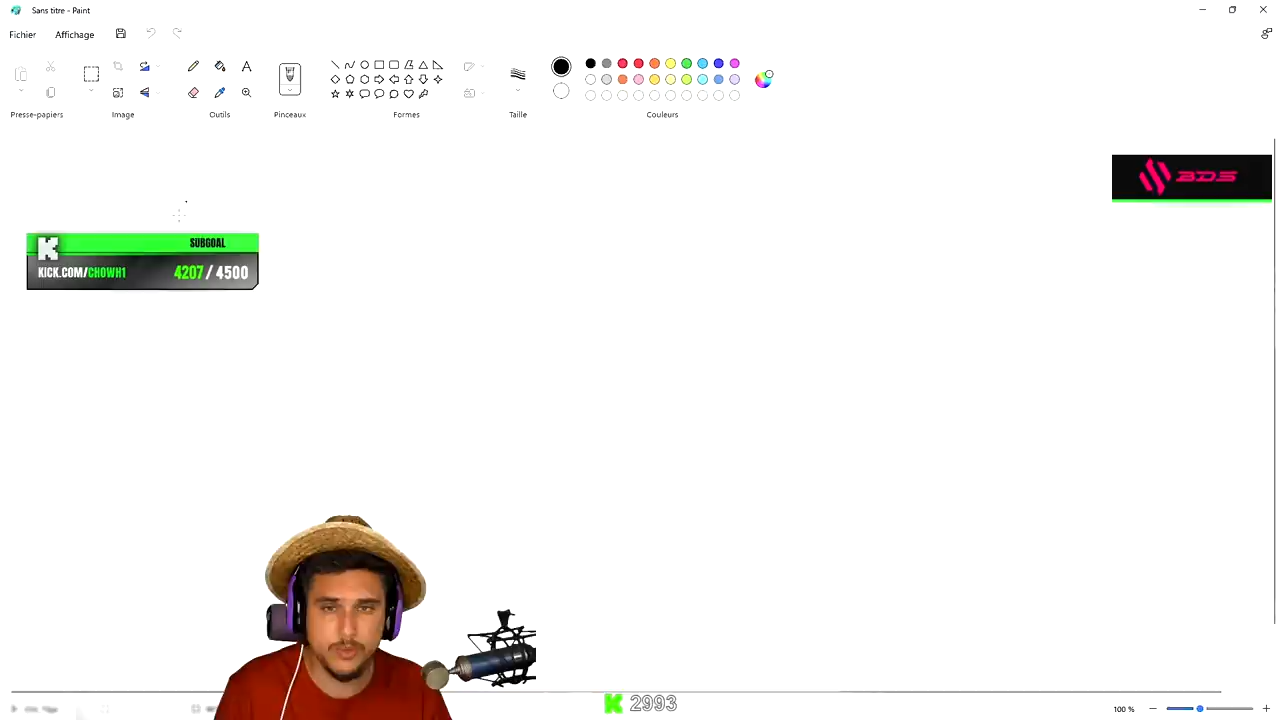 Sans titre - Paint
Fichier
Affichage
Presse-papiers
Image
Outils
Pinceaux
Formes
Taille
Couleurs
BDS
SUBGOAL
KICK.COM/CHOWH1
4207 / 4500
K 2993
100 %